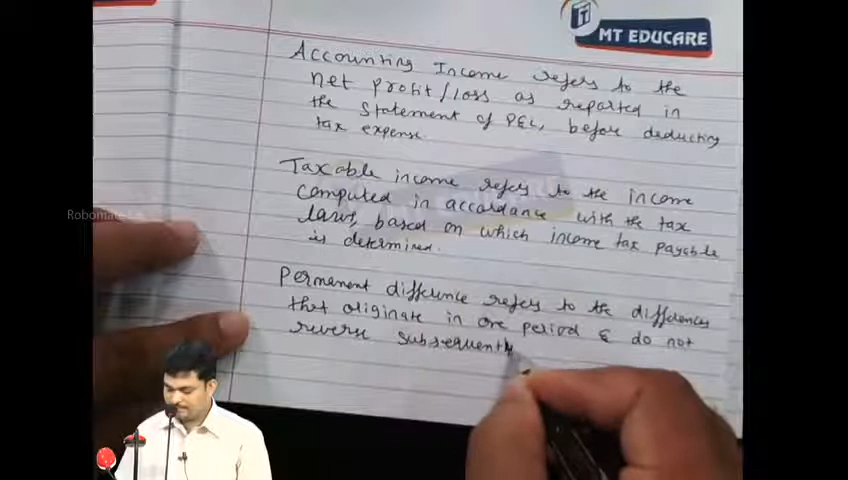 MT EDUCARE
Accounting Income refers to the
net profit/loss as reported in
the statement of P&L, before deducting
tax expense.
Taxable income refers to the income
computed in accordance with the tax
laws, based on which income tax payable
is determined.
Permanent difference refers to the differences
that originate in one period & do not
reverse subsequently